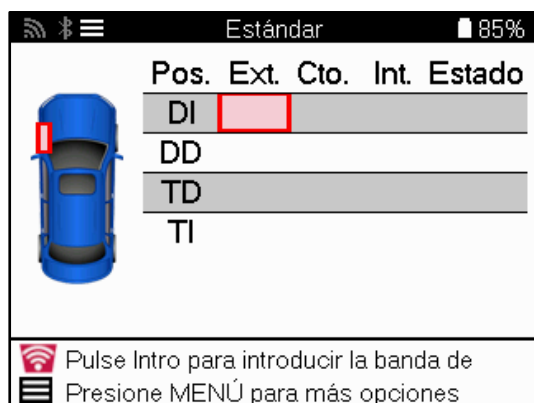 Estándar 85%
Pos. Ext. Cto. Int. Estado
DI
DD
TD
TI
Pulse Intro para introducir la banda de
Presione MENÚ para más opciones